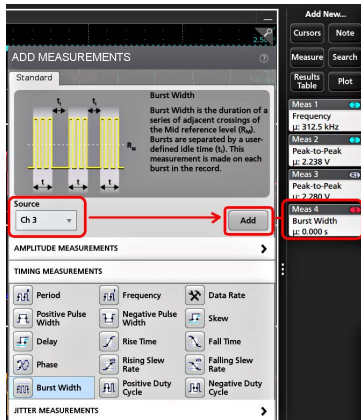 Add New...
Cursors
Note
Measure
Search
Results
Table
Plot
ADD MEASUREMENTS
Standard
Burst Width
Burst Width is the duration of a
series of adjacent crossings of
the Mid reference level (RM).
Bursts are separated by a user-
defined idle time (tI). This
measurement is made on each
burst in the record.
Source
Ch 3
Add
AMPLITUDE MEASUREMENTS
TIMING MEASUREMENTS
Period
Frequency
Data Rate
Positive Pulse
Width
Negative Pulse
Width
Skew
Delay
Rise Time
Fall Time
Phase
Rising Slew
Rate
Falling Slew
Rate
Burst Width
Positive Duty
Cycle
Negative Duty
Cycle
JITTER MEASUREMENTS
Meas 1
Frequency
µ: 312.5 kHz
Meas 2
Peak-to-Peak
µ: 2.238 V
Meas 3
Peak-to-Peak
µ: 2.280 V
Meas 4
Burst Width
µ: 0.000 s